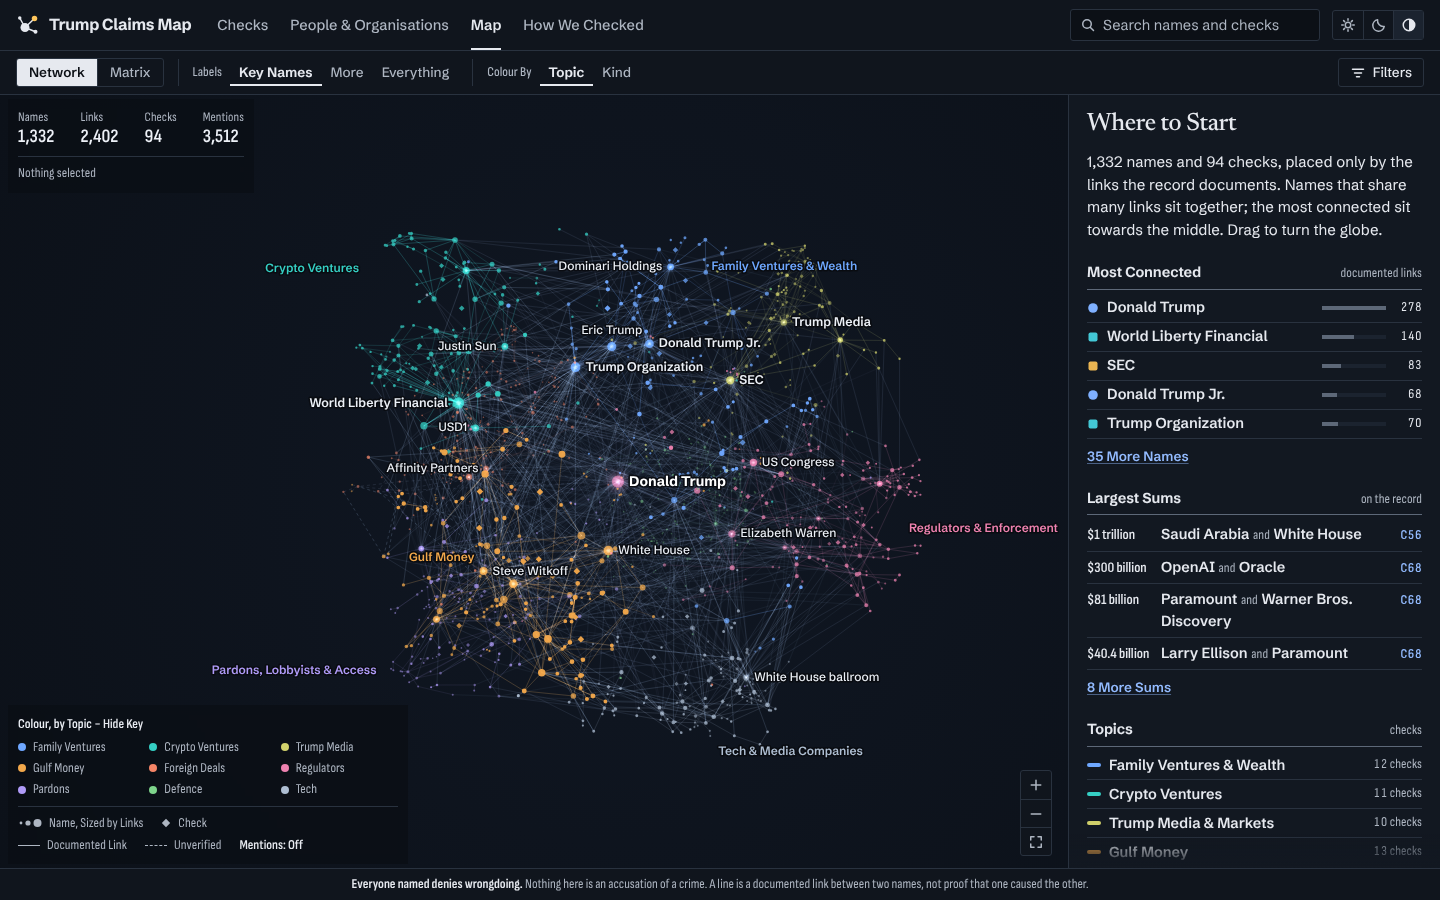 Trump Claims Map
Checks
People & Organisations
Map
How We Checked
Search names and checks
Network
Matrix
Labels
Key Names
More
Everything
Colour By
Topic
Kind
Filters
Names
Links
Checks
Mentions
1,332
2,402
94
3,512
Nothing selected
Crypto Ventures
Dominari Holdings
Family Ventures & Wealth
Trump Media
Eric Trump
Donald Trump Jr.
Justin Sun
Trump Organization
SEC
World Liberty Financial
USD1
Affinity Partners
US Congress
Donald Trump
Regulators & Enforcement
Elizabeth Warren
White House
Gulf Money
Steve Witkoff
Pardons, Lobbyists & Access
White House ballroom
Tech & Media Companies
Colour, by Topic – Hide Key
Family Ventures
Crypto Ventures
Trump Media
Gulf Money
Foreign Deals
Regulators
Pardons
Defence
Tech
Name, Sized by Links
Check
Documented Link
Unverified
Mentions: Off
Where to Start
1,332 names and 94 checks, placed only by the
links the record documents. Names that share
many links sit together; the most connected sit
towards the middle. Drag to turn the globe.
Most Connected
documented links
Donald Trump 278
World Liberty Financial 140
SEC 83
Donald Trump Jr. 68
Trump Organization 70
35 More Names
Largest Sums
on the record
$1 trillion Saudi Arabia and White House C56
$300 billion OpenAI and Oracle C68
$81 billion Paramount and Warner Bros. C68
Discovery
$40.4 billion Larry Ellison and Paramount C68
8 More Sums
Topics
checks
Family Ventures & Wealth 12 checks
Crypto Ventures 11 checks
Trump Media & Markets 10 checks
Gulf Money 13 checks
Everyone named denies wrongdoing. Nothing here is an accusation of a crime. A line is a documented link between two names, not proof that one caused the other.